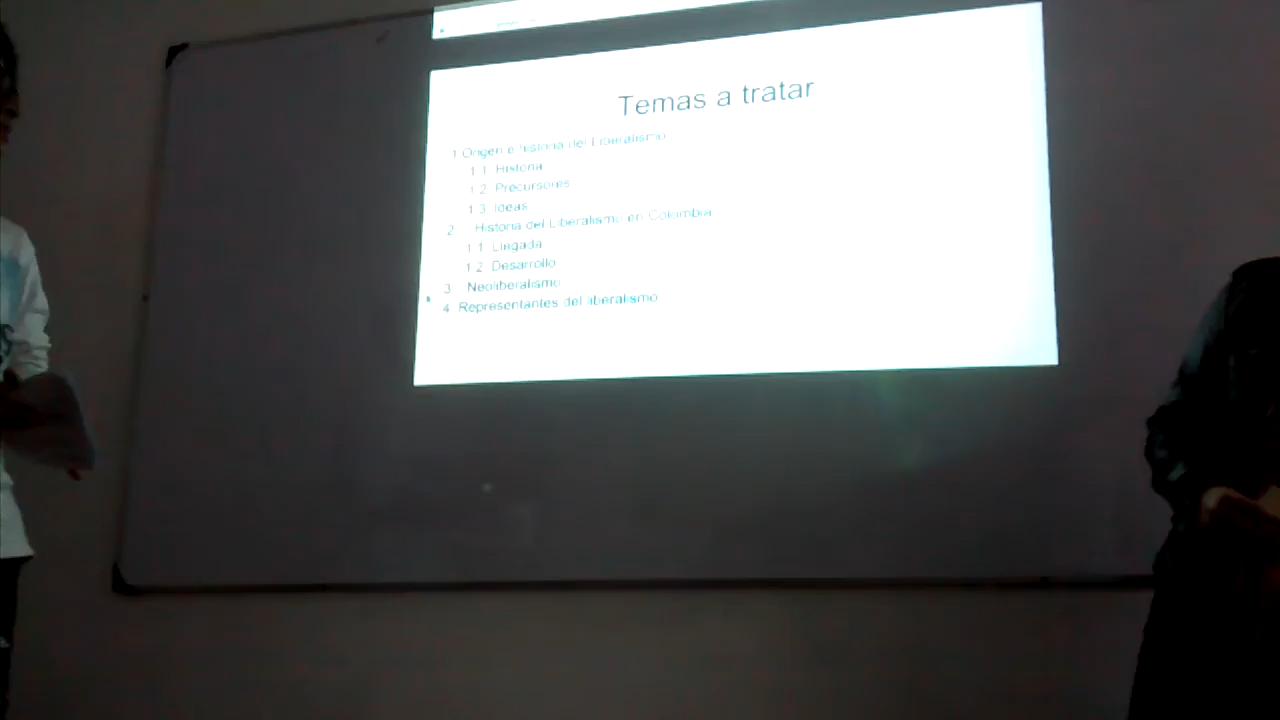 Temas a tratar
1 Origen e historia del Liberalismo
1.1. Historia
1.2. Precursores
1.3. Ideas
2. Historia del Liberalismo en Colombia
1.1. Llegada
1.2. Desarrollo
3. Neoliberalismo
4. Representantes del liberalismo